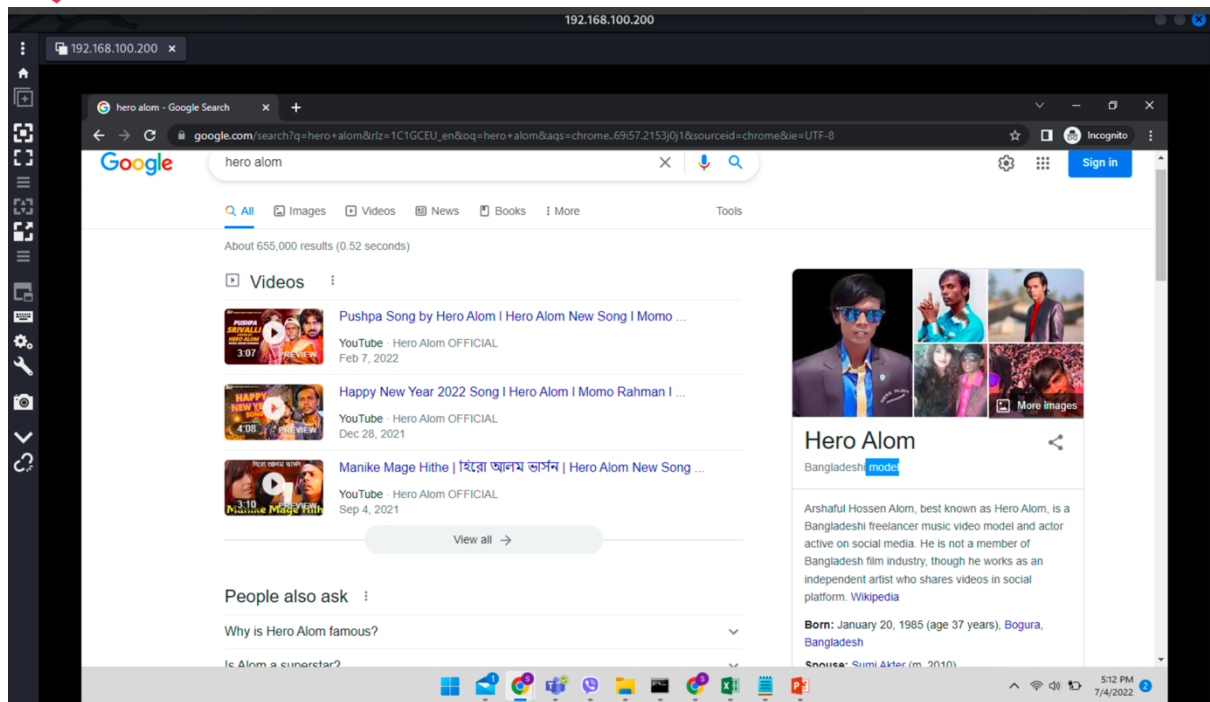 192.168.100.200
192.168.100.200
hero alom - Google Search
google.com/search?q=hero+alom&rlz=1C1GCEU_en&oq=hero+alom&aqs=chrome..69i57.2153j0j1&sourceid=chrome&ie=UTF-8
Incognito
Google
hero alom
Sign in
All Images Videos News Books More Tools
About 655,000 results (0.52 seconds)
Videos
PUSHPA
SRIVALLI
3:07 PREVIEW
Pushpa Song by Hero Alom I Hero Alom New Song I Momo ...
YouTube · Hero Alom OFFICIAL
Feb 7, 2022
HAPPY
NEW YE
SONG
4:08 PREVIEW
Happy New Year 2022 Song I Hero Alom I Momo Rahman I ...
YouTube · Hero Alom OFFICIAL
Dec 28, 2021
হিরো আলম ভার্সন
3:10 PREVIEW
Manike Mage Hith
Manike Mage Hithe | হিরো আলম ভার্সন | Hero Alom New Song ...
YouTube · Hero Alom OFFICIAL
Sep 4, 2021
View all
People also ask
Why is Hero Alom famous?
Is Alom a superstar?
More images
Hero Alom
Bangladeshi model
Arshaful Hossen Alom, best known as Hero Alom, is a
Bangladeshi freelancer music video model and actor
active on social media. He is not a member of
Bangladesh film industry, though he works as an
independent artist who shares videos in social
platform. Wikipedia
Born: January 20, 1985 (age 37 years), Bogura,
Bangladesh
Spouse: Sumi Akter (m. 2010)
5:12 PM
7/4/2022
2